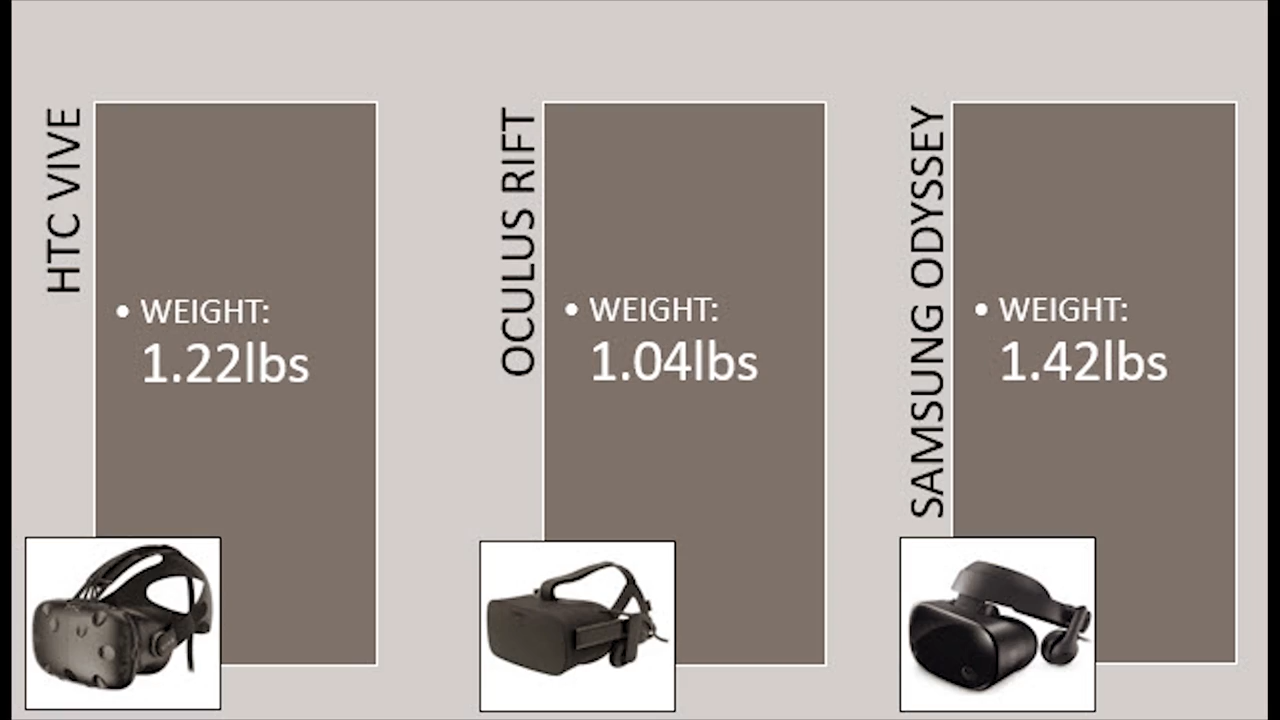 HTC VIVE
• WEIGHT:
1.22lbs
OCULUS RIFT
• WEIGHT:
1.04lbs
SAMSUNG ODYSSEY
• WEIGHT:
1.42lbs